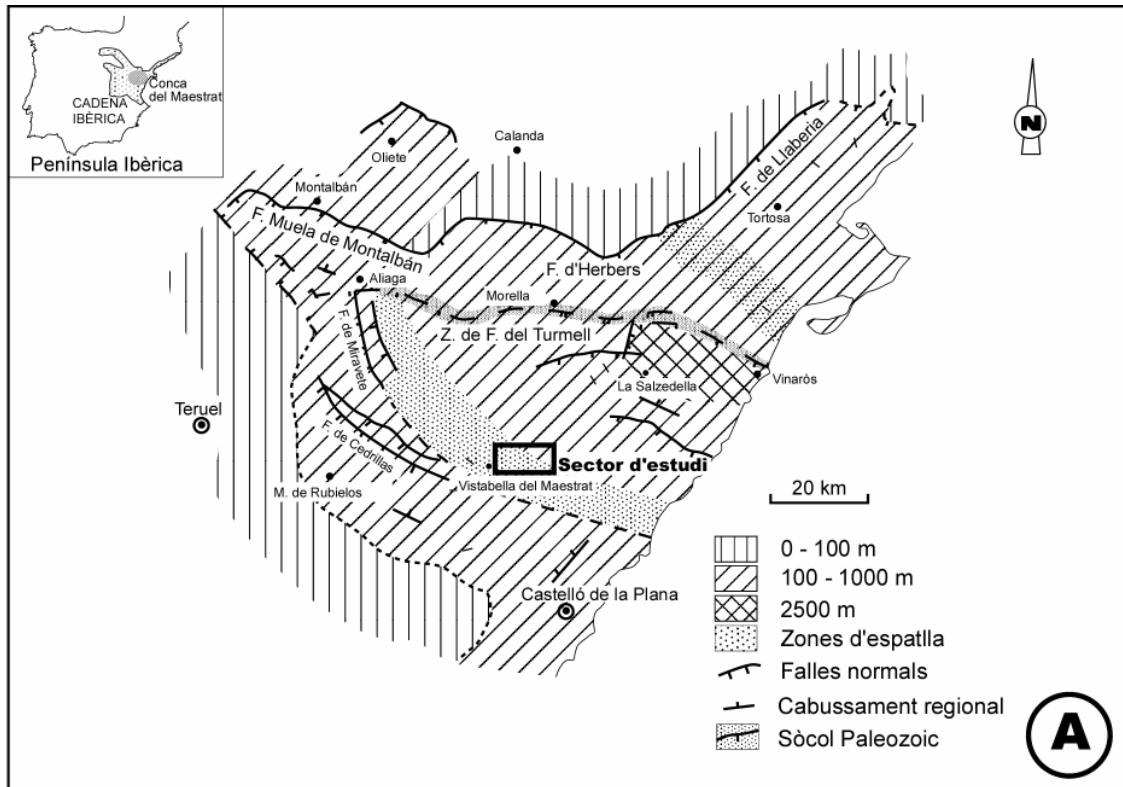 Conca
del Maestrat
CADENA
IBÈRICA
Península Ibèrica
N
Calanda
Oliete
Montalbán
F. de Llaberia
Tortosa
F. Muela de Montalbán
F. d'Herbers
Aliaga
Morella
Z. de F. del Turmell
F. de Miravete
Vinaròs
La Salzedella
Teruel
F. de Cedrillas
Sector d'estudi
Vistabella del Maestrat
M. de Rubielos
20 km
Castelló de la Plana
0 - 100 m
100 - 1000 m
2500 m
Zones d'espatlla
Falles normals
Cabussament regional
Sòcol Paleozoic
A